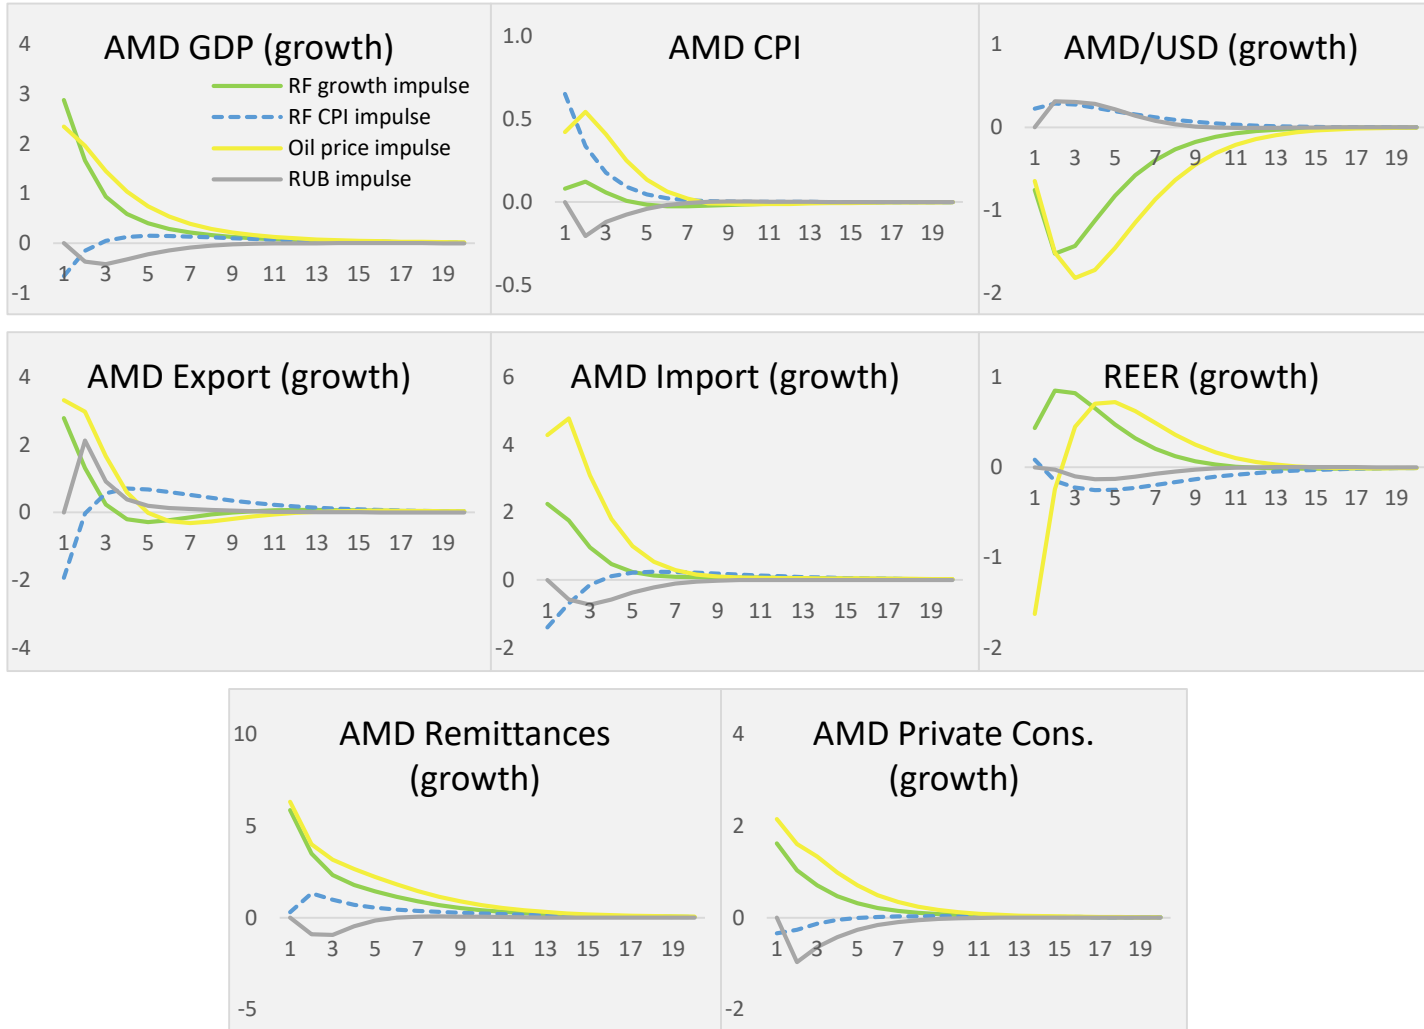 AMD GDP (growth)
4
3
2
1
0
-1
1 3 5 7 9 11 13 15 17 19
RF growth impulse
RF CPI impulse
Oil price impulse
RUB impulse
AMD CPI
1.0
0.5
0.0
-0.5
1 3 5 7 9 11 13 15 17 19
AMD/USD (growth)
1
0
-1
-2
1 3 5 7 9 11 13 15 17 19
AMD Export (growth)
4
2
0
-2
-4
1 3 5 7 9 11 13 15 17 19
AMD Import (growth)
6
4
2
0
-2
1 3 5 7 9 11 13 15 17 19
REER (growth)
1
0
-1
-2
1 3 5 7 9 11 13 15 17 19
AMD Remittances
(growth)
10
5
0
-5
1 3 5 7 9 11 13 15 17 19
AMD Private Cons.
(growth)
4
2
0
-2
1 3 5 7 9 11 13 15 17 19